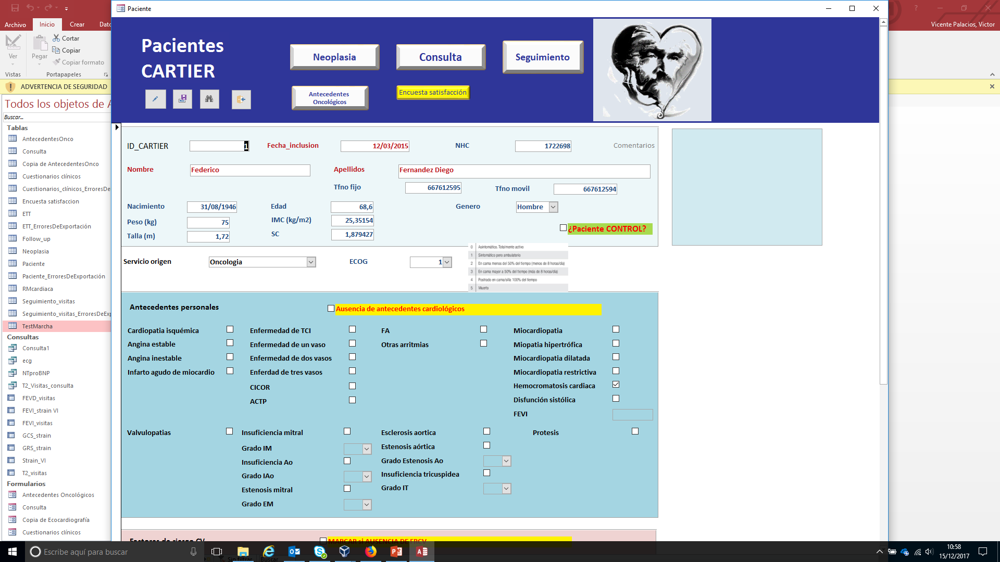 Paciente
Archivo Inicio Crear Dato
Vicente Palacios, Victor
Ver
Pegar
Cortar
Copiar
Copiar formato
Vistas
Portapapeles
ADVERTENCIA DE SEGURIDAD
Todos los objetos de A
Buscar...
Tablas
AntecedentesOnco
Consulta
Copia de AntecedentesOnco
Cuestionarios clínicos
Cuestionarios_clínicos_ErroresDe
Encuesta satisfaccion
ETT
ETT_ErroresDeExportación
Follow_up
Neoplasia
Paciente
Paciente_ErroresDeExportación
RMcardiaca
Seguimiento_visitas
Seguimiento_visitas_ErroresDeExp
TestMarcha
Consultas
Consulta1
ecg
NTproBNP
T2_Visitas_consulta
FEVD_visitas
FEVI_strain VI
FEVI_visitas
GCS_strain
GRS_strain
Strain_VI
T2_visitas
Formularios
Antecedentes Oncológicos
Consulta
Copia de Ecocardiografía
Cuestionarios clínicos
Pacientes
CARTIER
Neoplasia
Consulta
Seguimiento
Antecedentes
Oncológicos
Encuesta satisfacción
ID_CARTIER 1 Fecha_inclusion 12/03/2015 NHC 1722698 Comentarios
Nombre Federico Apellidos Fernandez Diego
Tfno fijo 667612595 Tfno movil 667612594
Nacimiento 31/08/1946 Edad 68,6 Genero Hombre
Peso (kg) 75 IMC (kg/m2) 25,35154
¿Paciente CONTROL?
Talla (m) 1,72 SC 1,879427
Servicio origen Oncologia ECOG 1
0 Asintomático. Totalmente activo
1 Sintomático pero ambulatorio
2 En cama menos del 50% del tiempo (menos de 8 horas/día)
3 En cama mayor a 50% del tiempo (más de 8 horas/día)
4 Postrado en cama/silla 100% del tiempo
5 Muerto
Antecedentes personales Ausencia de antecedentes cardiológicos
Cardiopatia isquémica Enfermedad de TCI FA Miocardiopatia
Angina estable Enfermedad de un vaso Otras arritmias Miopatia hipertrófica
Angina inestable Enfermedad de dos vasos Miocardiopatia dilatada
Infarto agudo de miocardio Enferdad de tres vasos Miocardiopatia restrictiva
CICOR Hemocromatosis cardiaca
ACTP Disfunción sistólica
FEVI
Valvulopatias Insuficiencia mitral Esclerosis aortica Protesis
Grado IM Estenosis aórtica
Insuficiencia Ao Grado Estenosis Ao
Grado IAo Insuficiencia tricuspidea
Estenosis mitral Grado IT
Grado EM
Factores de riesgo CV MARCAR si AUSENCIA DE FRCV
Escribe aquí para buscar
Sin filtrar Buscar
10:58
15/12/2017